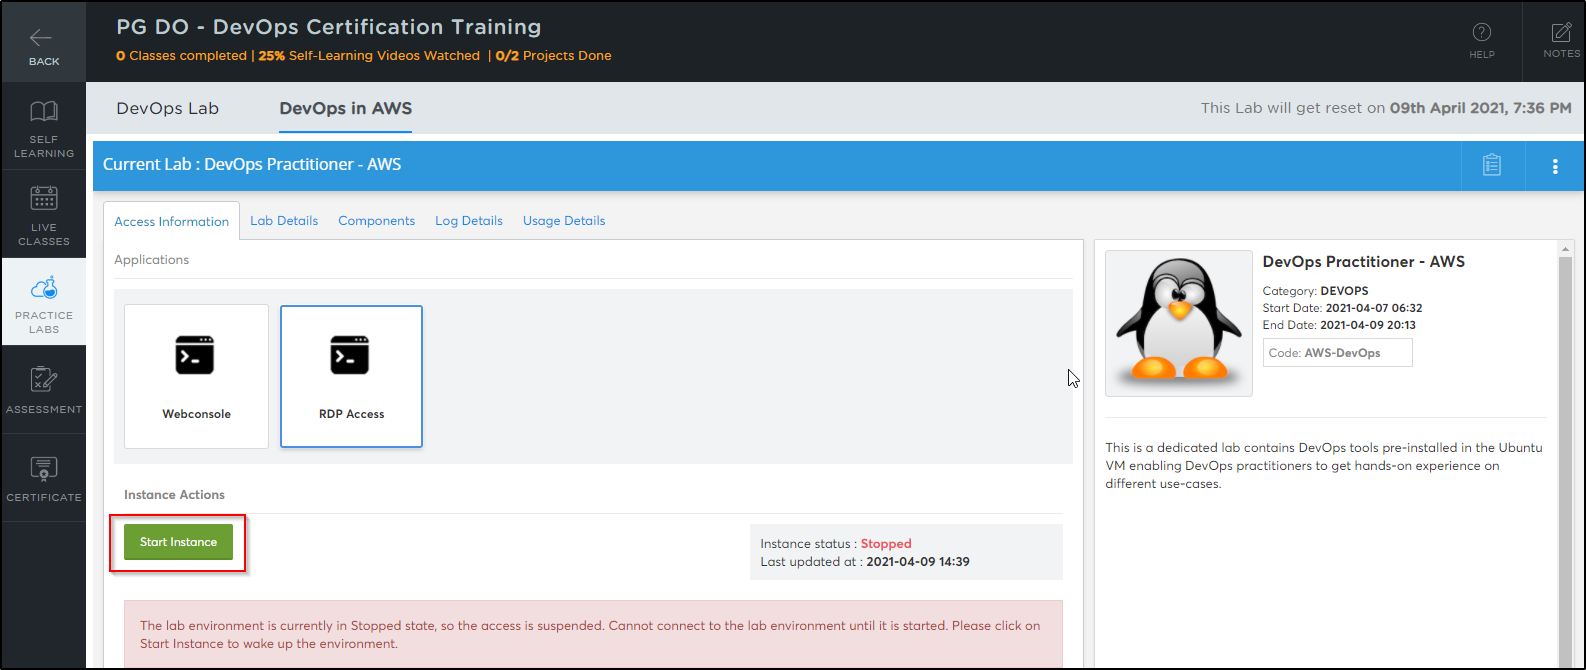 PG DO - DevOps Certification Training
0 Classes completed | 25% Self-Learning Videos Watched | 0/2 Projects Done
BACK
HELP
NOTES
SELF
LEARNING
LIVE
CLASSES
PRACTICE
LABS
ASSESSMENT
CERTIFICATE
DevOps Lab
DevOps in AWS
This Lab will get reset on 09th April 2021, 7:36 PM
Current Lab : DevOps Practitioner - AWS
Access Information
Lab Details
Components
Log Details
Usage Details
Applications
Webconsole
RDP Access
Instance Actions
Start Instance
Instance status : Stopped
Last updated at : 2021-04-09 14:39
The lab environment is currently in Stopped state, so the access is suspended. Cannot connect to the lab environment until it is started. Please click on
Start Instance to wake up the environment.
DevOps Practitioner - AWS
Category: DEVOPS
Start Date: 2021-04-07 06:32
End Date: 2021-04-09 20:13
Code: AWS-DevOps
This is a dedicated lab contains DevOps tools pre-installed in the Ubuntu
VM enabling DevOps practitioners to get hands-on experience on
different use-cases.